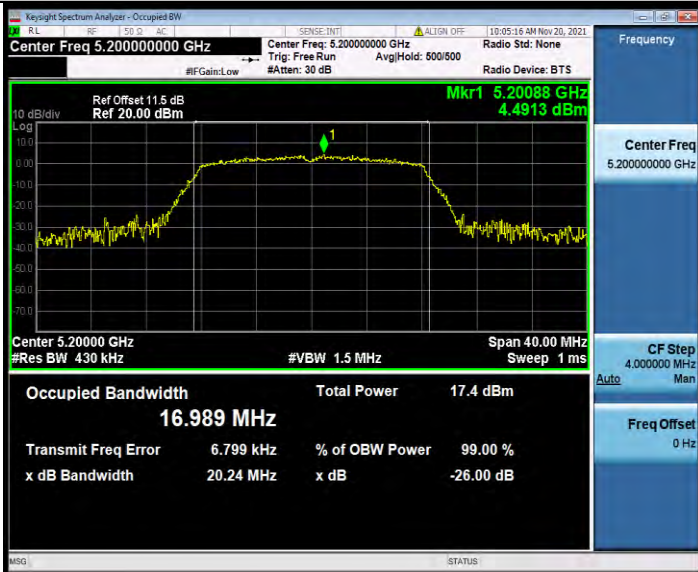 Keysight Spectrum Analyzer - Occupied BW
RL RF 50 Ω AC SENSE:INT ALIGN OFF 10:05:16 AM Nov 20, 2021
Center Freq 5.200000000 GHz
Center Freq: 5.200000000 GHz Radio Std: None
Trig: Free Run Avg|Hold: 500/500
#IFGain:Low #Atten: 30 dB Radio Device: BTS
Ref Offset 11.5 dB Mkr1 5.20088 GHz
10 dB/div Ref 20.00 dBm 4.4913 dBm
Log
10.0
0.00
-10.0
-20.0
-30.0
-40.0
-50.0
-60.0
-70.0
1
Center 5.20000 GHz Span 40.00 MHz
#Res BW 430 kHz #VBW 1.5 MHz Sweep 1 ms
Occupied Bandwidth Total Power 17.4 dBm
16.989 MHz
Transmit Freq Error 6.799 kHz % of OBW Power 99.00 %
x dB Bandwidth 20.24 MHz x dB -26.00 dB
MSG STATUS
Frequency
Center Freq
5.200000000 GHz
CF Step
4.000000 MHz
Auto Man
Freq Offset
0 Hz